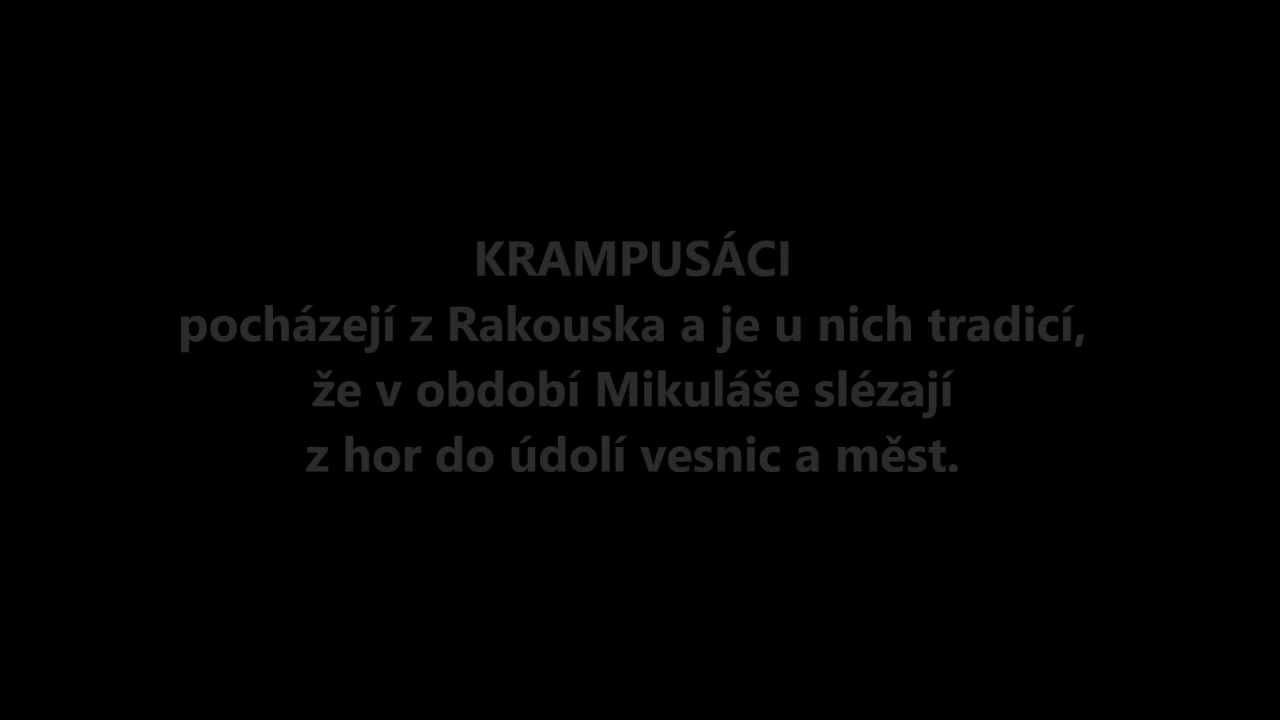 KRAMPUSÁCI
pocházejí z Rakouska a je u nich tradicí,
že v období Mikuláše slézají
z hor do údolí vesnic a měst.